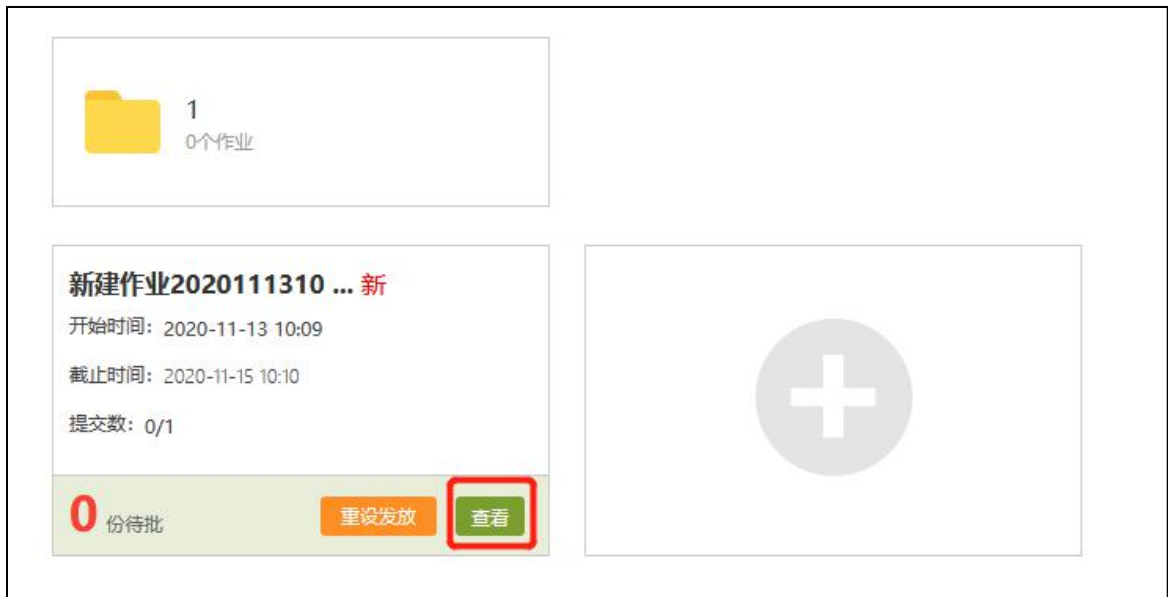 1
0个作业
新建作业2020111310 ... 新
开始时间：2020-11-13 10:09
截止时间：2020-11-15 10:10
提交数：0/1
0 份待批 重设发放 查看